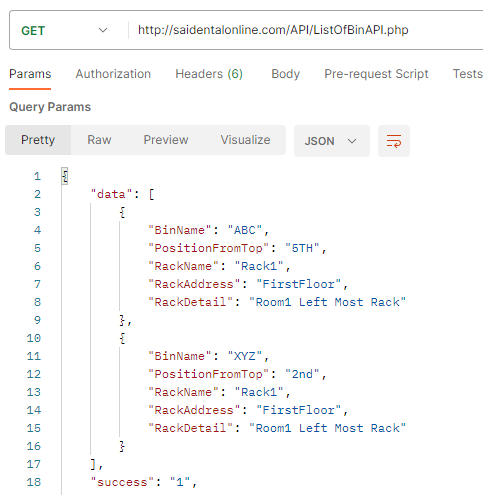 GET http://saidentalonline.com/API/ListOfBinAPI.php
Params Authorization Headers (6) Body Pre-request Script Tests
Query Params
Pretty Raw Preview Visualize JSON
1 {
2 "data": [
3 {
4 "BinName": "ABC",
5 "PositionFromTop": "5TH",
6 "RackName": "Rack1",
7 "RackAddress": "FirstFloor",
8 "RackDetail": "Room1 Left Most Rack"
9 },
10 {
11 "BinName": "XYZ",
12 "PositionFromTop": "2nd",
13 "RackName": "Rack1",
14 "RackAddress": "FirstFloor",
15 "RackDetail": "Room1 Left Most Rack"
16 }
17 ],
18 "success": "1",